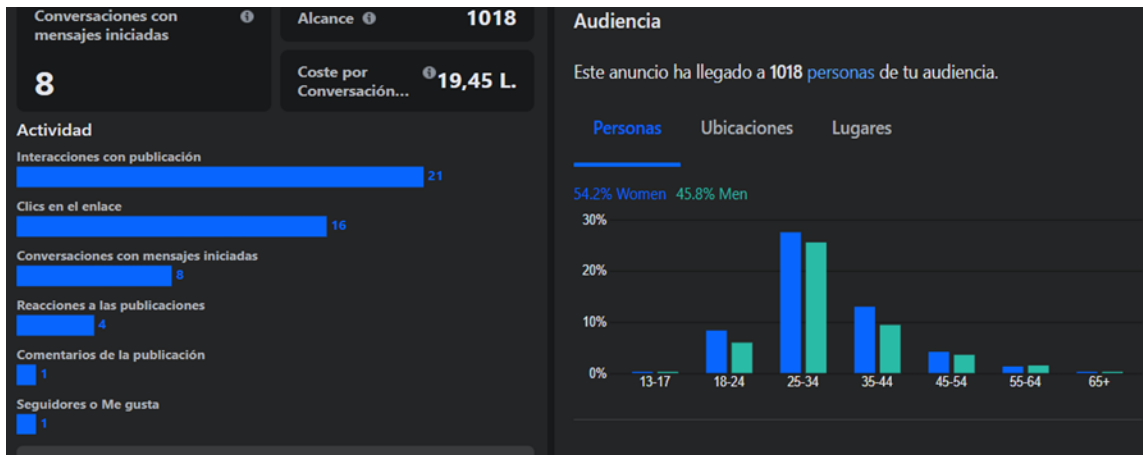 Conversaciones con
mensajes iniciadas
8
Alcance 1018
Coste por
Conversación... 19,45 L.
Actividad
Interacciones con publicación
21
Clics en el enlace
16
Conversaciones con mensajes iniciadas
8
Reacciones a las publicaciones
4
Comentarios de la publicación
1
Seguidores o Me gusta
1
Audiencia
Este anuncio ha llegado a 1018 personas de tu audiencia.
Personas Ubicaciones Lugares
54.2% Women 45.8% Men
30%
20%
10%
0%
13-17 18-24 25-34 35-44 45-54 55-64 65+